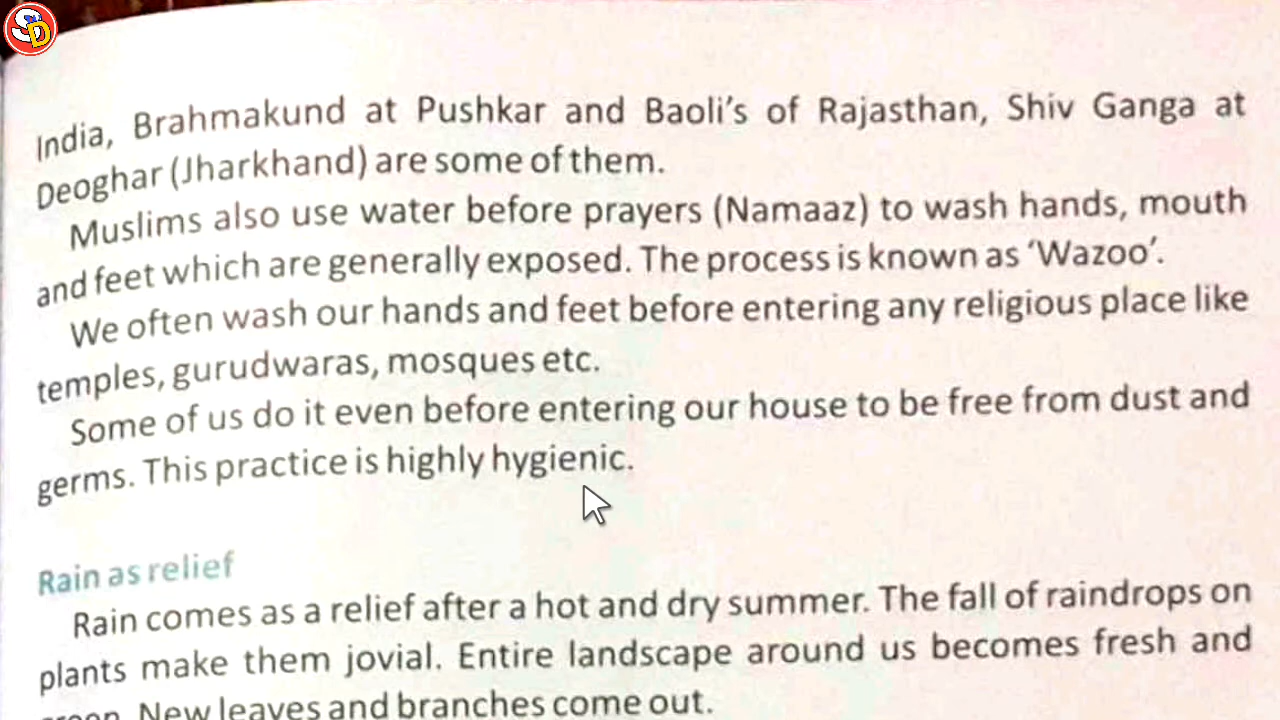 India, Brahmakund at Pushkar and Baoli's of Rajasthan, Shiv Ganga at
Deoghar (Jharkhand) are some of them.
Muslims also use water before prayers (Namaaz) to wash hands, mouth
and feet which are generally exposed. The process is known as 'Wazoo'.
We often wash our hands and feet before entering any religious place like
temples, gurudwaras, mosques etc.
Some of us do it even before entering our house to be free from dust and
germs. This practice is highly hygienic.
Rain as relief
Rain comes as a relief after a hot and dry summer. The fall of raindrops on
plants make them jovial. Entire landscape around us becomes fresh and
New leaves and branches come out.